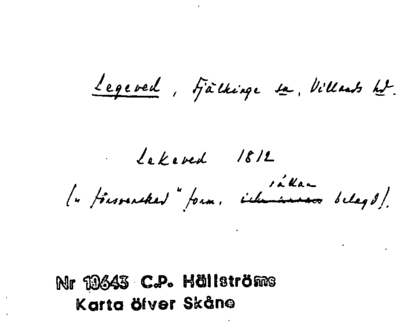 Legeved, Fjälkinge sn, Villands hd.
Lekeved 1812
sällan
(„försvenskad" form, belagd).
Nr 10643 C.P. Hällströms
Karta öfver Skåne